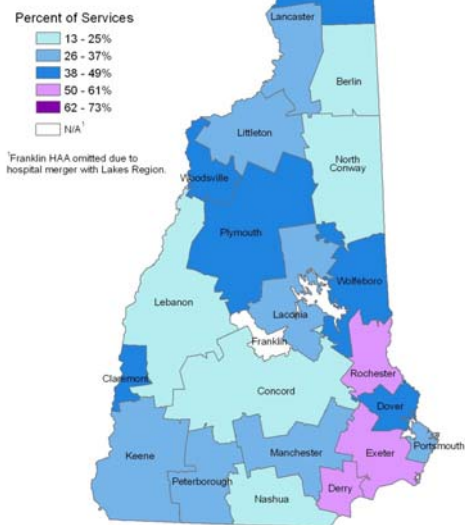 Percent of Services
13 - 25%
26 - 37%
38 - 49%
50 - 61%
62 - 73%
N/A¹
¹Franklin HAA omitted due to
hospital merger with Lakes Region.
Lancaster
Berlin
Littleton
North
Conway
Woodsville
Plymouth
Wolfeboro
Lebanon
Laconia
Franklin
Rochester
Claremont
Concord
Dover
Portsmouth
Keene
Manchester
Exeter
Peterborough
Derry
Nashua